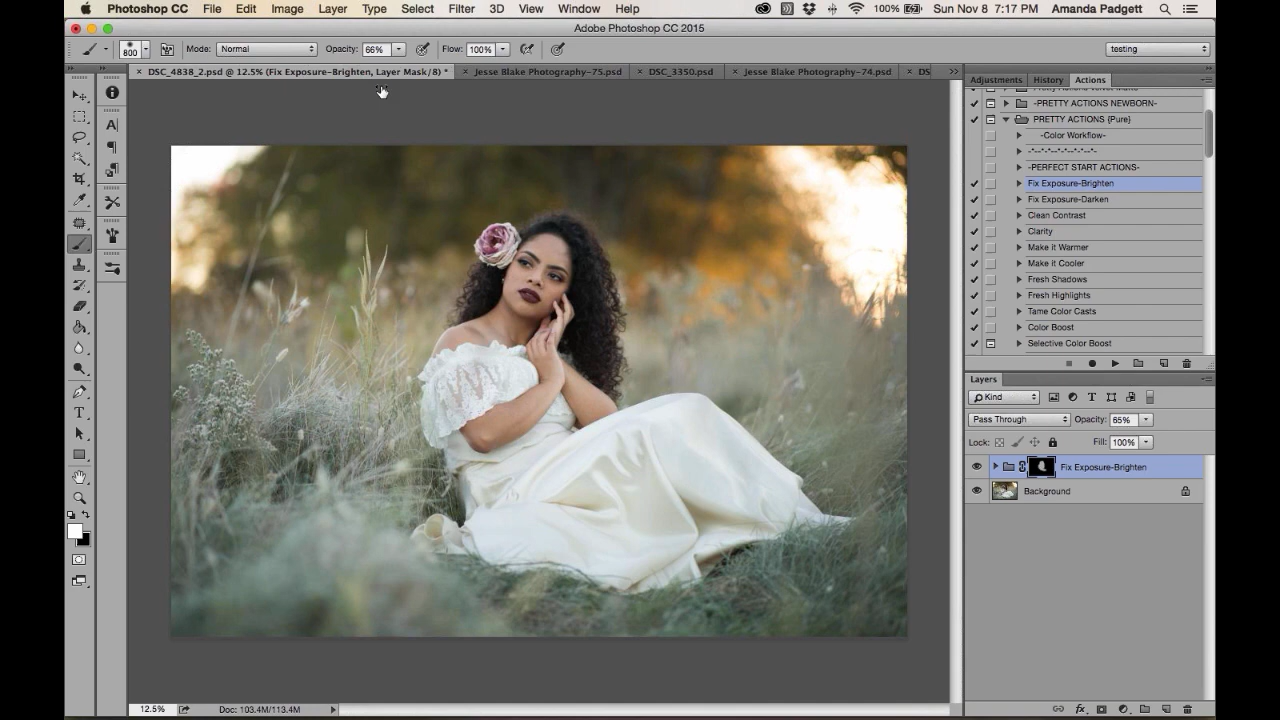 Photoshop CC File Edit Image Layer Type Select Filter 3D View Window Help 100% Sun Nov 8 7:17 PM Amanda Padgett
Adobe Photoshop CC 2015
800 Mode: Normal Opacity: 66% Flow: 100% testing
DSC_4838_2.psd @ 12.5% (Fix Exposure-Brighten, Layer Mask/8) * Jesse Blake Photography-75.psd DSC_3350.psd Jesse Blake Photography-74.psd DS
Adjustments History Actions
-PRETTY ACTIONS NEWBORN-
PRETTY ACTIONS {Pure}
-Color Workflow-
-*--*--*--*--*--*--*-
-PERFECT START ACTIONS-
Fix Exposure-Brighten
Fix Exposure-Darken
Clean Contrast
Clarity
Make it Warmer
Make it Cooler
Fresh Shadows
Fresh Highlights
Tame Color Casts
Color Boost
Selective Color Boost
Layers
Kind
Pass Through Opacity: 65%
Lock: Fill: 100%
Fix Exposure-Brighten
Background
12.5% Doc: 103.4M/113.4M